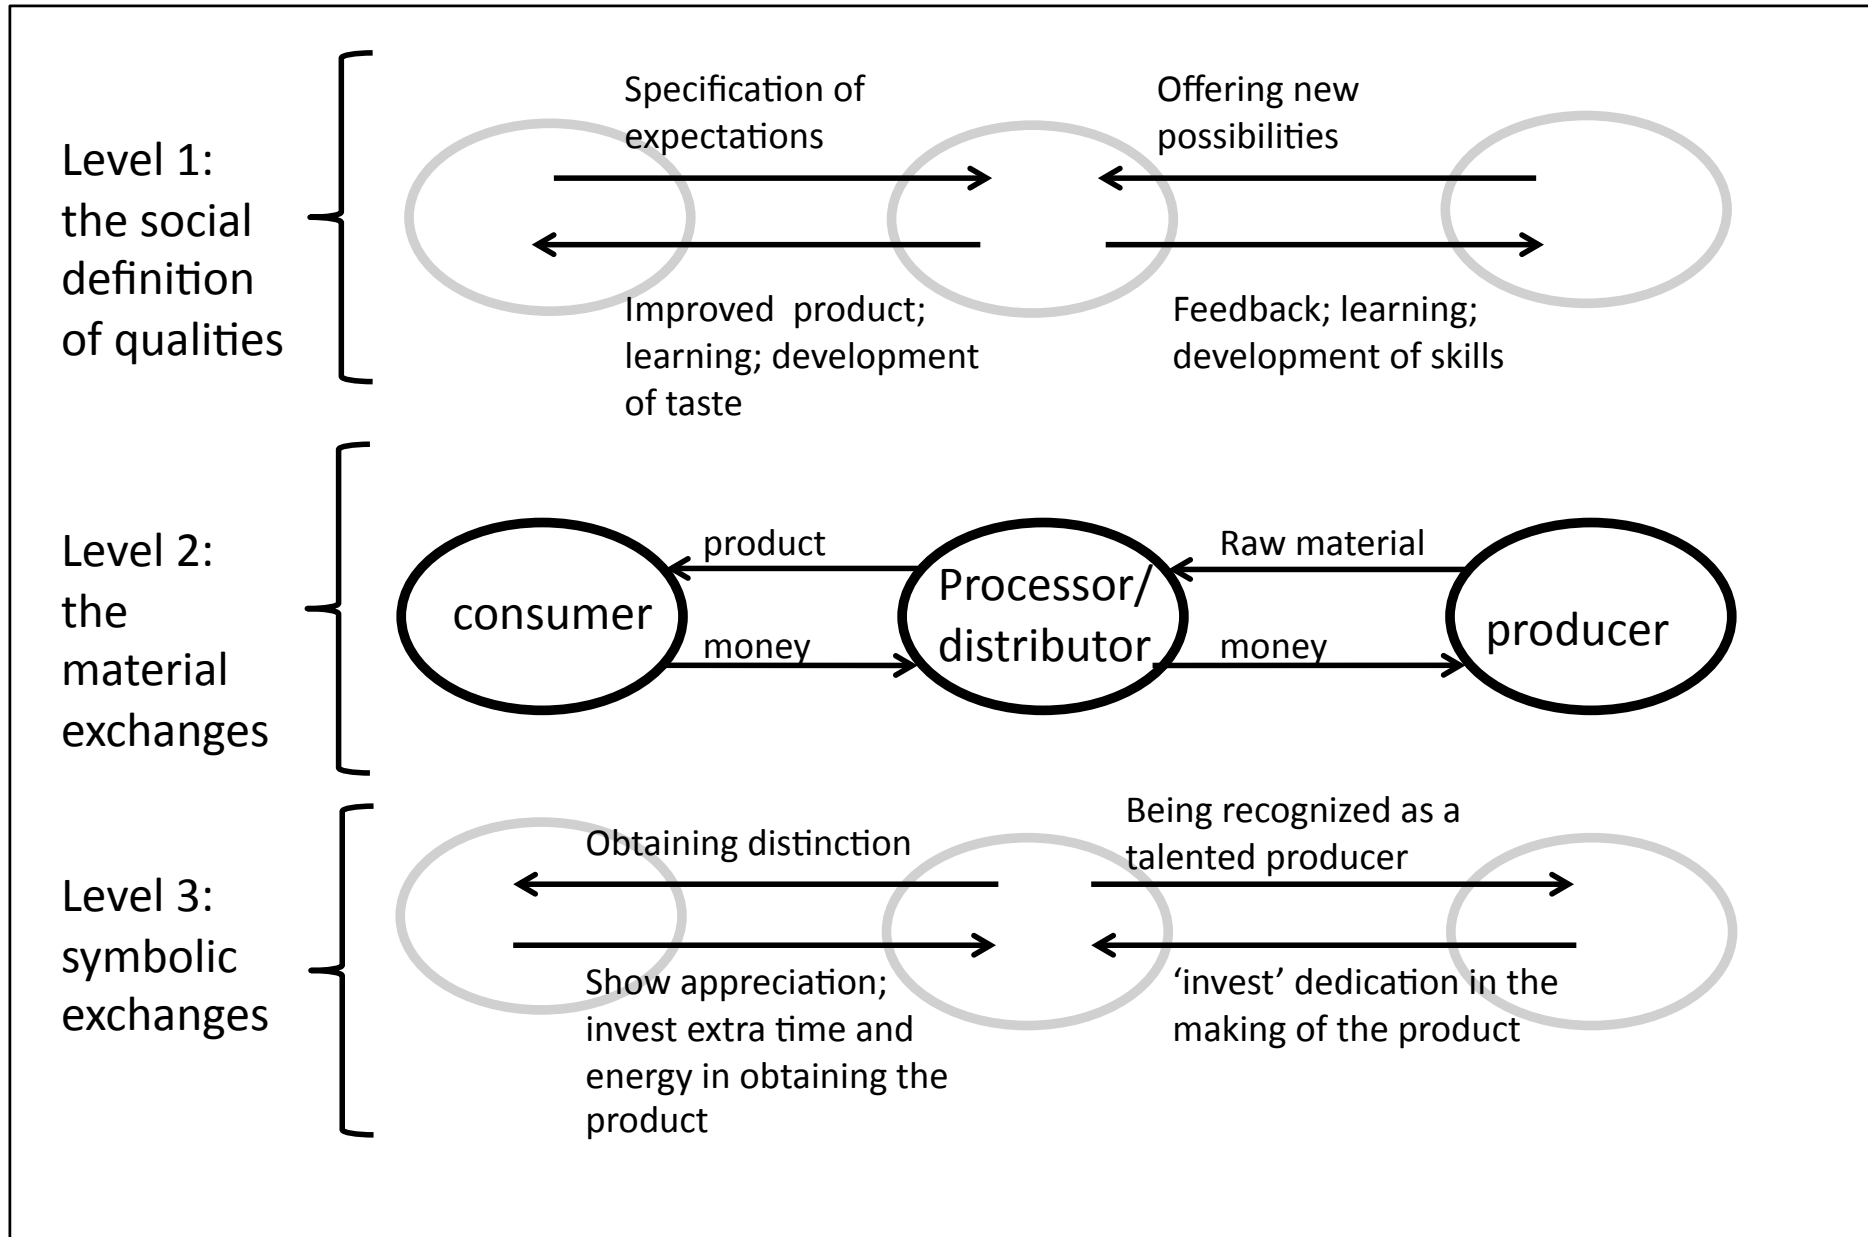 Level 1:
the social
definition
of qualities
Specification of
expectations
Offering new
possibilities
Improved  product;
learning; development
of taste
Feedback; learning;
development of skills
Level 2:
the
material
exchanges
consumer
product
money
Processor/
distributor
Raw material
money
producer
Level 3:
symbolic
exchanges
Obtaining distinction
Being recognized as a
talented producer
Show appreciation;
invest extra time and
energy in obtaining the
product
‘invest’ dedication in the
making of the product